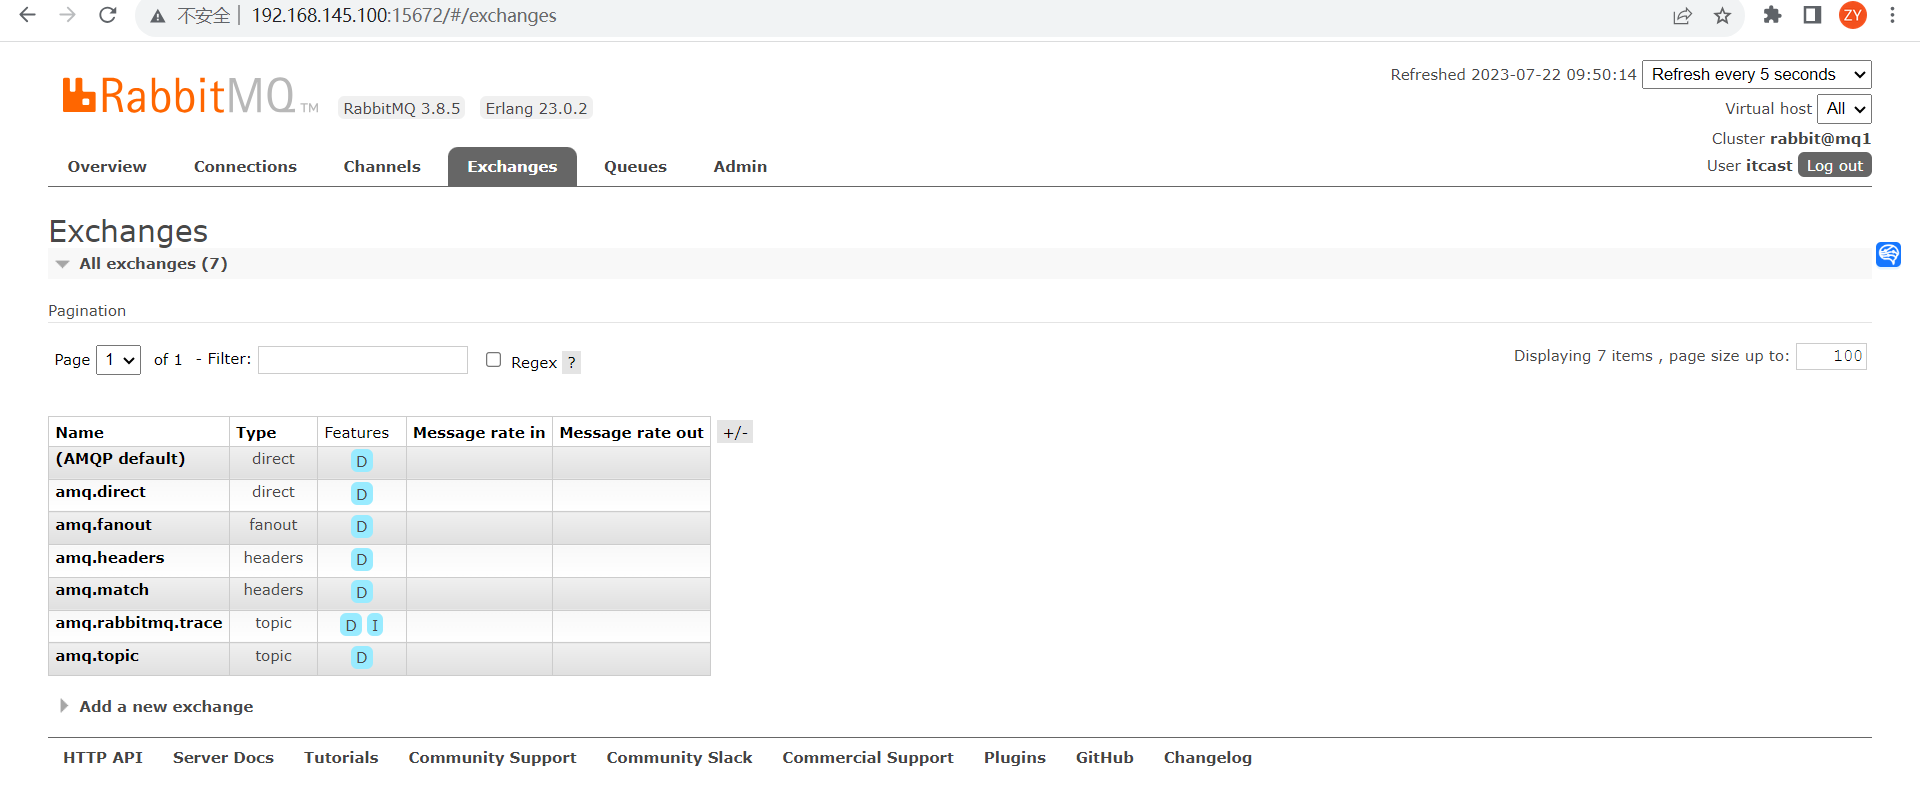 不安全 192.168.145.100:15672/#/exchanges
ZY
RabbitMQ TM RabbitMQ 3.8.5 Erlang 23.0.2
Refreshed 2023-07-22 09:50:14 Refresh every 5 seconds
Virtual host All
Cluster rabbit@mq1
User itcast Log out
Overview Connections Channels Exchanges Queues Admin
Exchanges
All exchanges (7)
Pagination
Page 1 of 1 - Filter: Regex ? Displaying 7 items , page size up to: 100
Name Type Features Message rate in Message rate out +/-
(AMQP default) direct D
amq.direct direct D
amq.fanout fanout D
amq.headers headers D
amq.match headers D
amq.rabbitmq.trace topic D I
amq.topic topic D
Add a new exchange
HTTP API Server Docs Tutorials Community Support Community Slack Commercial Support Plugins GitHub Changelog